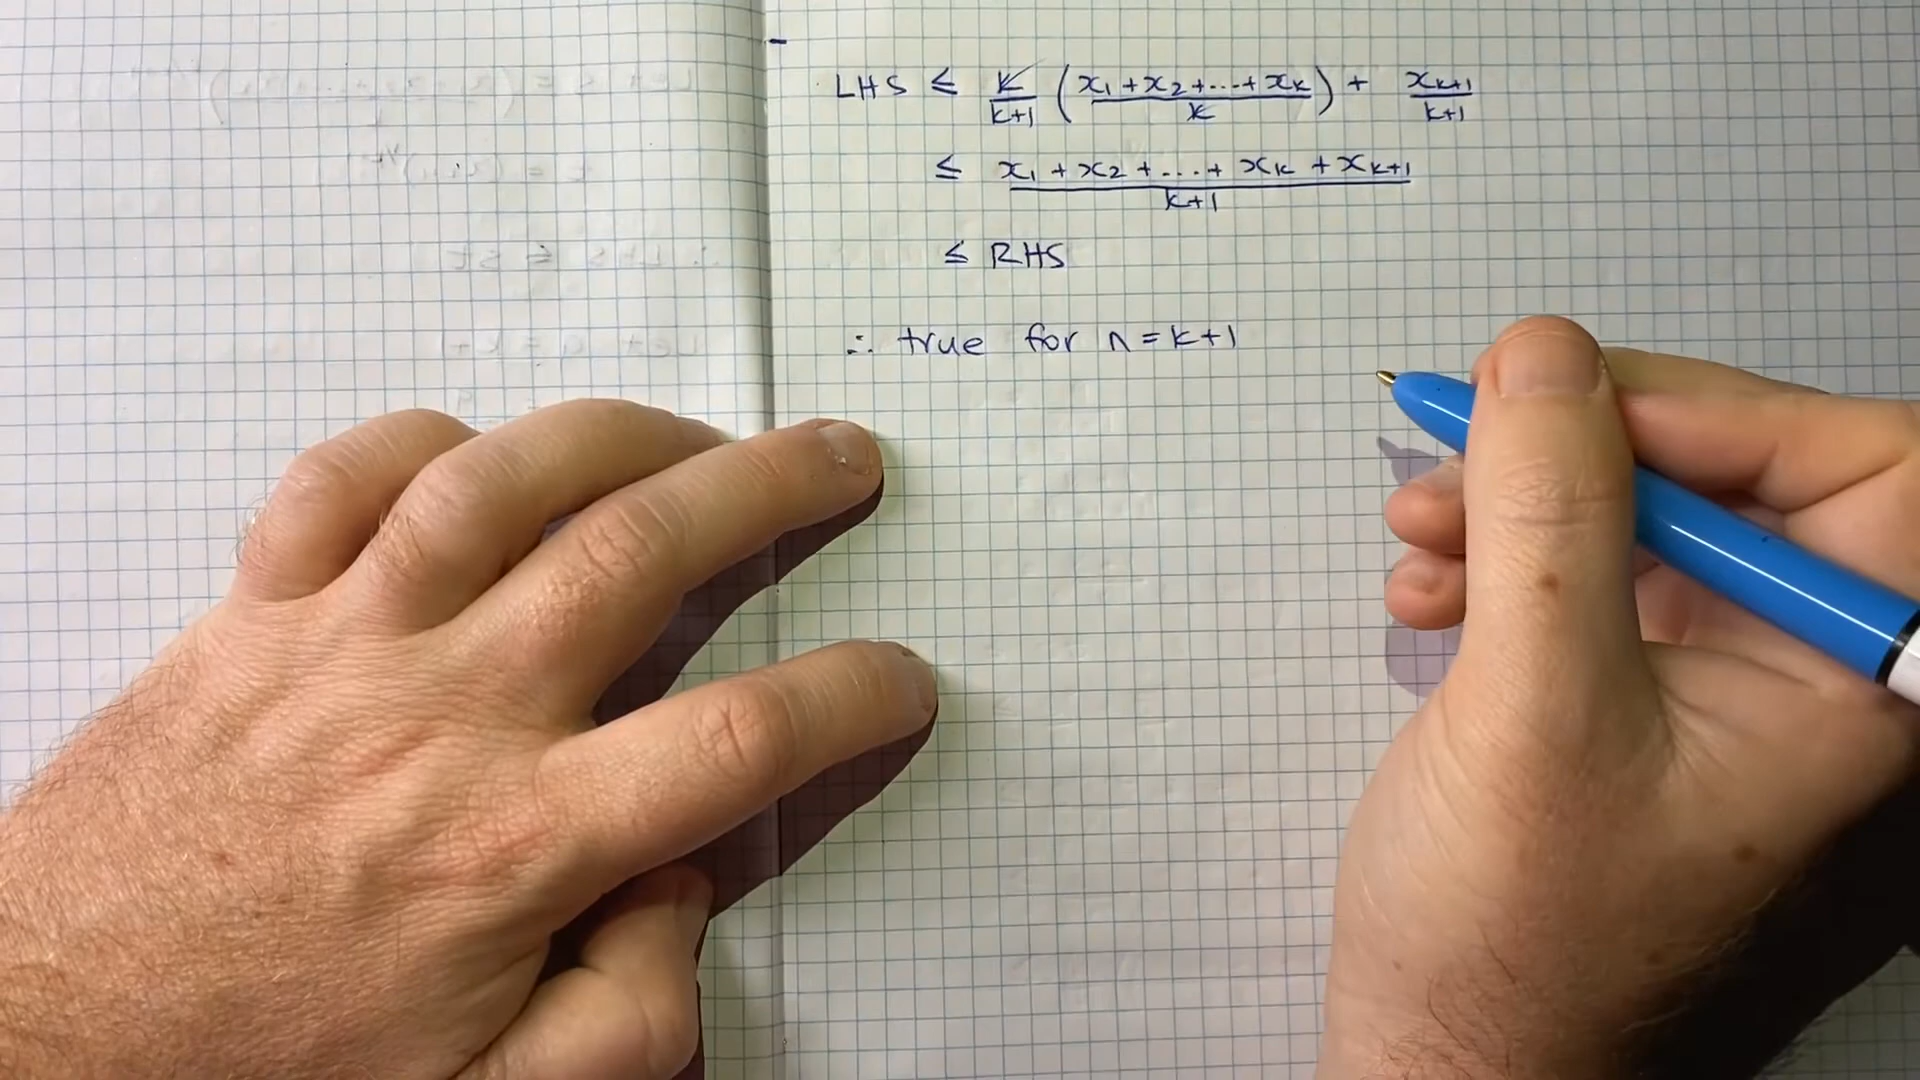 LHS ≤ k/(k+1) ((x₁+x₂+...+xₖ)/k) + xₖ₊₁/(k+1)
≤ (x₁+x₂+...+xₖ+xₖ₊₁)/(k+1)
≤ RHS
∴ true for n=k+1